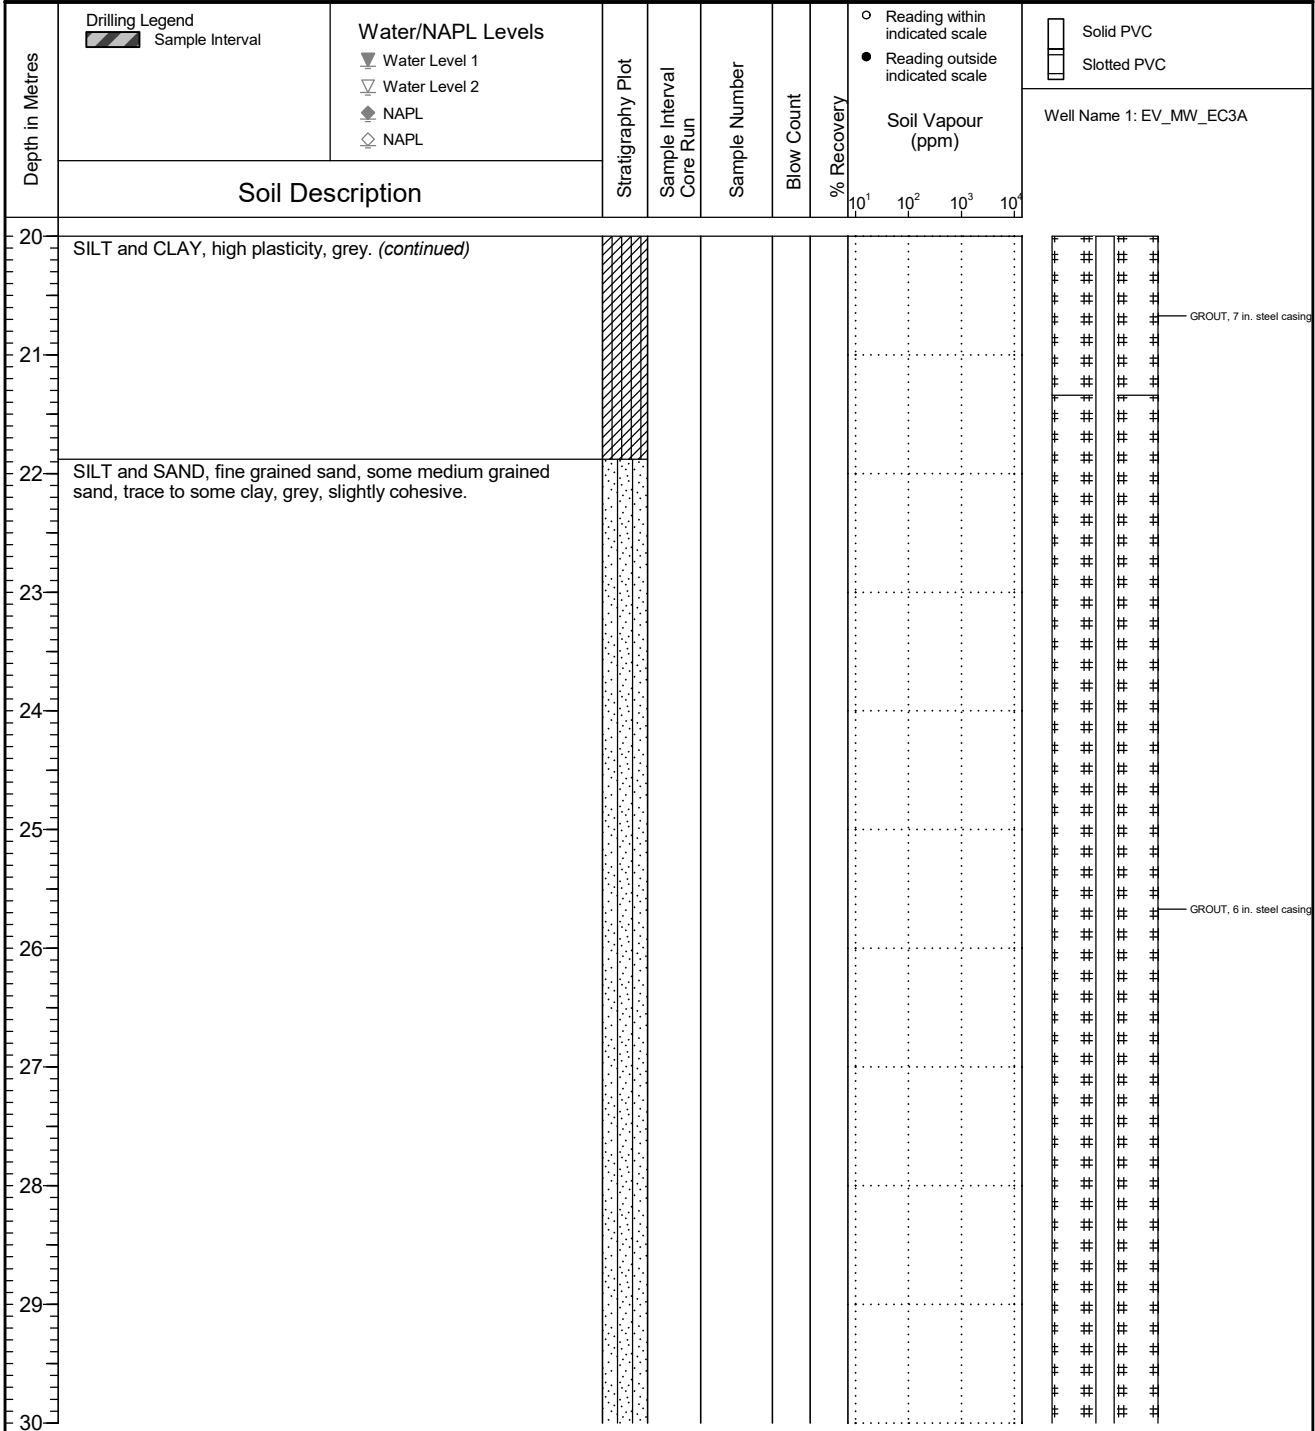 Depth in Metres
Drilling Legend
Sample Interval
Water/NAPL Levels
Water Level 1
Water Level 2
NAPL
NAPL
Soil Description
Stratigraphy Plot
Sample Interval
Core Run
Sample Number
Blow Count
% Recovery
Reading within
indicated scale
Reading outside
indicated scale
Soil Vapour
(ppm)
10¹ 10² 10³ 10⁴
Solid PVC
Slotted PVC
Well Name 1: EV_MW_EC3A
20
SILT and CLAY, high plasticity, grey. (continued)
GROUT, 7 in. steel casing
21
22
SILT and SAND, fine grained sand, some medium grained
sand, trace to some clay, grey, slightly cohesive.
23
24
25
GROUT, 6 in. steel casing
26
27
28
29
30